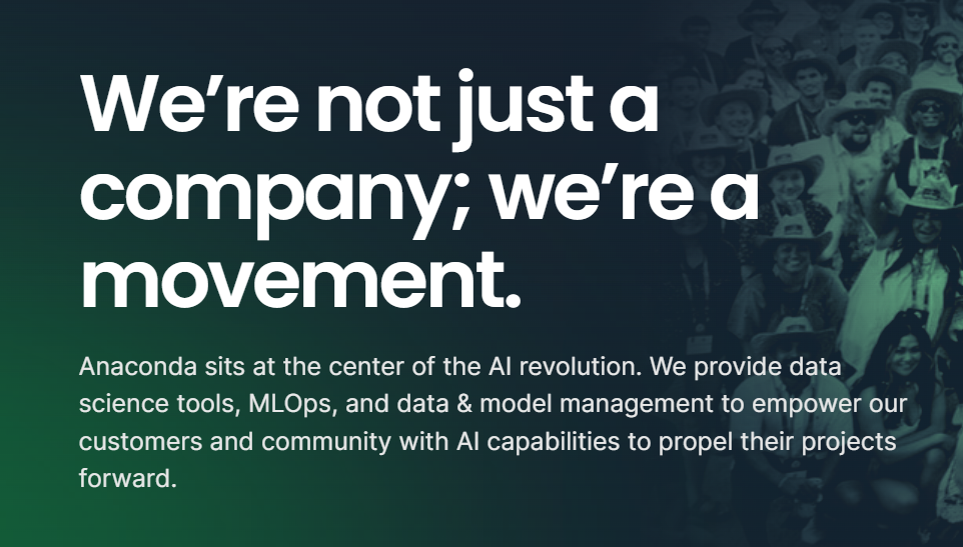 We’re not just a
company; we’re a
movement.
Anaconda sits at the center of the AI revolution. We provide data
science tools, MLOps, and data & model management to empower our
customers and community with AI capabilities to propel their projects
forward.